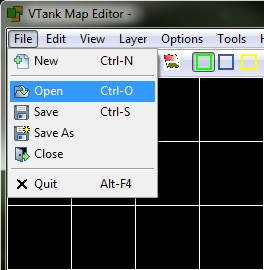 VTank Map Editor -
File Edit View Layer Options Tools
New Ctrl-N
Open Ctrl-O
Save Ctrl-S
Save As
Close
Quit Alt-F4